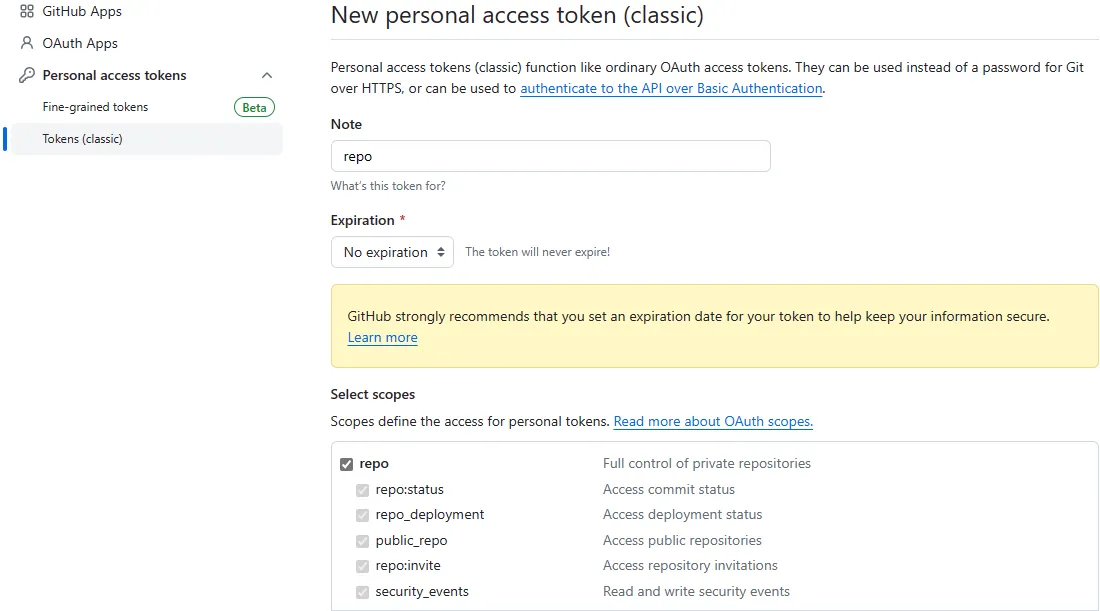 GitHub Apps
OAuth Apps
Personal access tokens
Fine-grained tokens Beta
Tokens (classic)
New personal access token (classic)
Personal access tokens (classic) function like ordinary OAuth access tokens. They can be used instead of a password for Git
over HTTPS, or can be used to authenticate to the API over Basic Authentication.
Note
repo
What's this token for?
Expiration *
No expiration The token will never expire!
GitHub strongly recommends that you set an expiration date for your token to help keep your information secure.
Learn more
Select scopes
Scopes define the access for personal tokens. Read more about OAuth scopes.
repo Full control of private repositories
repo:status Access commit status
repo_deployment Access deployment status
public_repo Access public repositories
repo:invite Access repository invitations
security_events Read and write security events